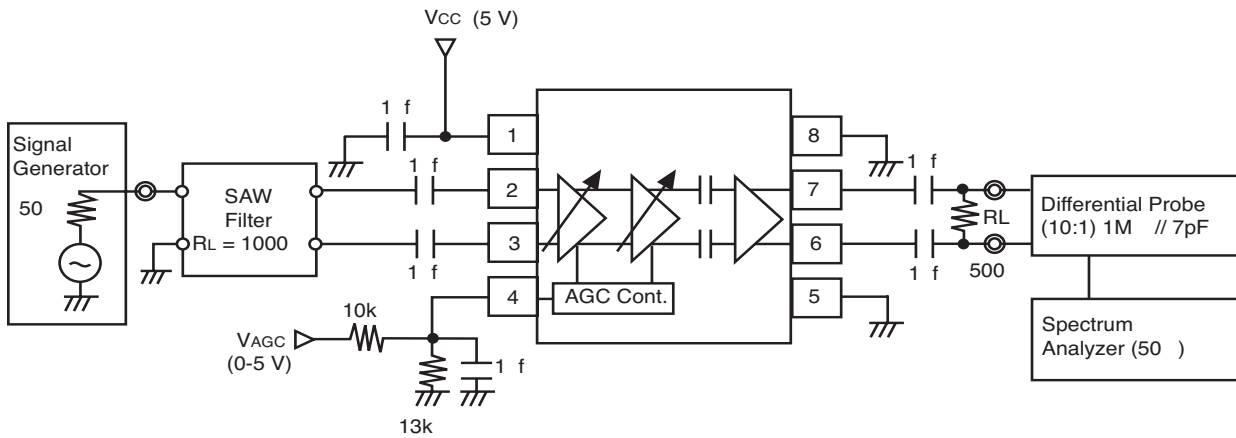 VCC (5 V)
1 f
1
8
Signal
Generator
50
SAW
Filter
RL = 1000
1 f
2
7
1 f
3
6
1 f
1 f
RL
500
Differential Probe
(10:1) 1M // 7pF
4
AGC Cont.
5
10k
VAGC
(0-5 V)
1 f
13k
Spectrum
Analyzer (50 )